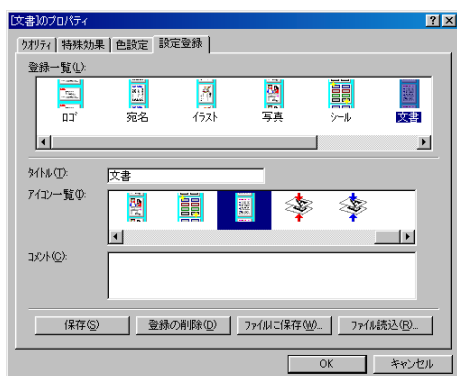 [文書]のプロパティ
クオリティ 特殊効果 色設定 設定登録
登録一覧(L):
ロゴ 宛名 イラスト 写真 シール 文書
タイトル(T): 文書
アイコン一覧(I):
コメント(C):
保存(S) 登録の削除(D) ファイルに保存(W)... ファイル読込(R)...
OK キャンセル